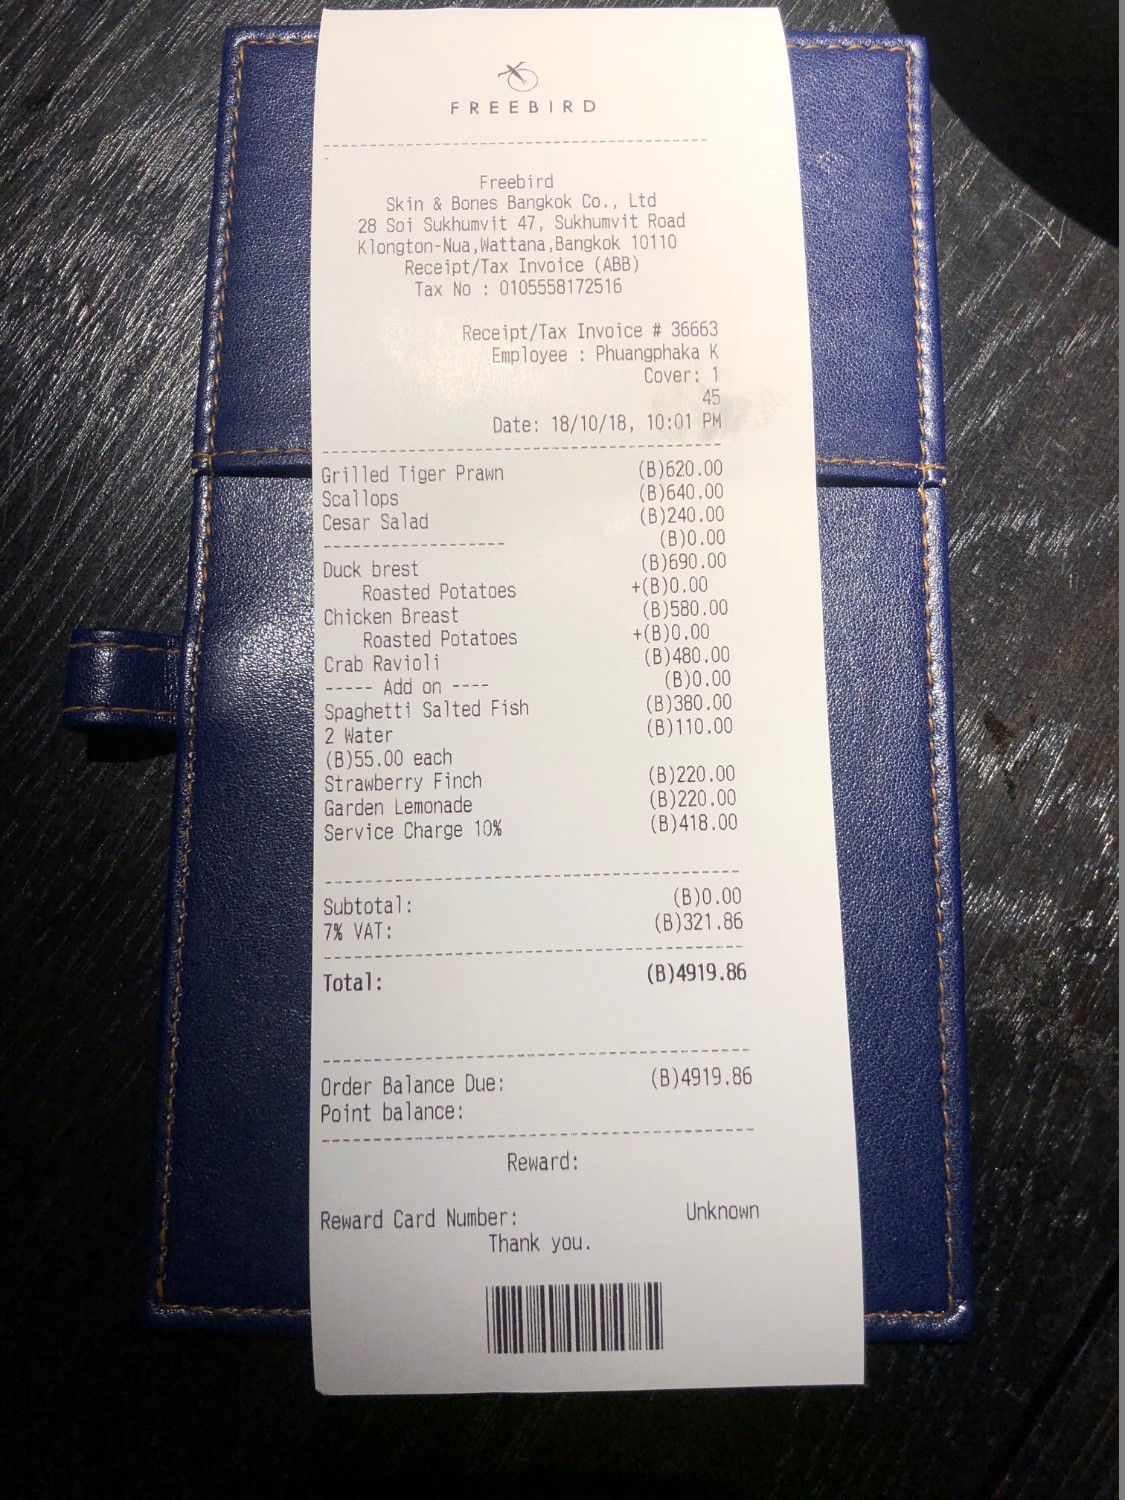 FREEBIRD
Freebird
Skin & Bones Bangkok Co., Ltd
28 Soi Sukhumvit 47, Sukhumvit Road
Klongton-Nua,Wattana,Bangkok 10110
Receipt/Tax Invoice (ABB)
Tax No : 0105558172516
Receipt/Tax Invoice # 36663
Employee : Phuangphaka K
Cover: 1
45
Date: 18/10/18, 10:01 PM
Grilled Tiger Prawn (B)620.00
Scallops (B)640.00
Cesar Salad (B)240.00
------------------- (B)0.00
Duck brest (B)690.00
Roasted Potatoes +(B)0.00
Chicken Breast (B)580.00
Roasted Potatoes +(B)0.00
Crab Ravioli (B)480.00
----- Add on ---- (B)0.00
Spaghetti Salted Fish (B)380.00
2 Water (B)110.00
(B)55.00 each
Strawberry Finch (B)220.00
Garden Lemonade (B)220.00
Service Charge 10% (B)418.00
Subtotal: (B)0.00
7% VAT: (B)321.86
Total: (B)4919.86
Order Balance Due: (B)4919.86
Point balance:
Reward:
Reward Card Number: Unknown
Thank you.